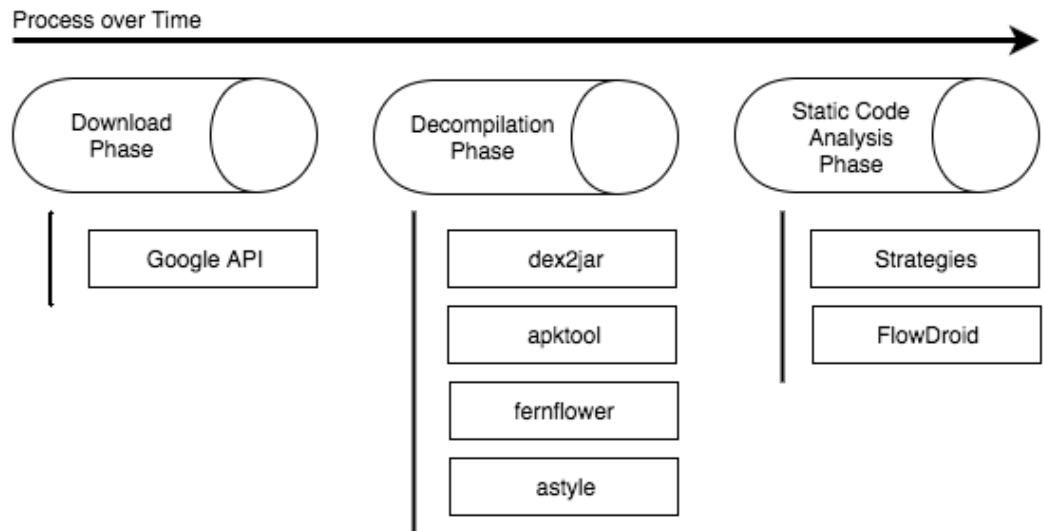 Process over Time
Download
Phase
Decompilation
Phase
Static Code
Analysis
Phase
Google API
dex2jar
apktool
fernflower
astyle
Strategies
FlowDroid